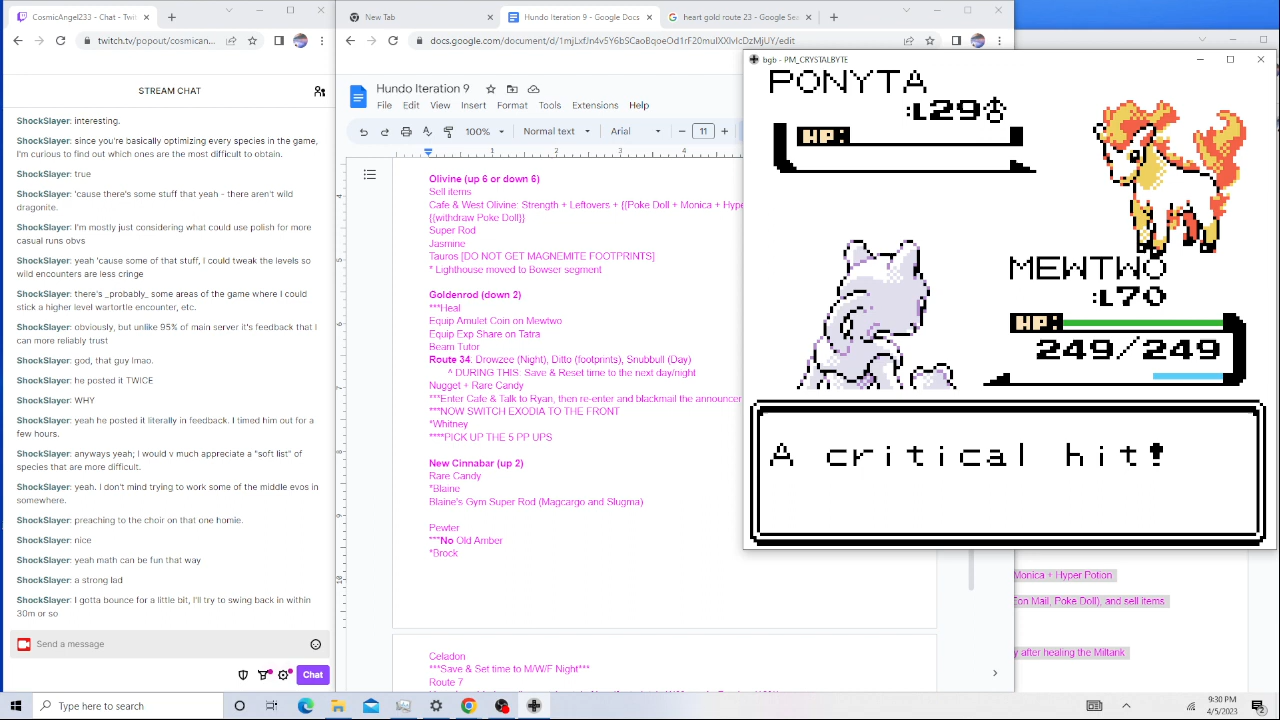 CosmicAngel233 - Chat - Twit
twitch.tv/popout/cosmican...
STREAM CHAT
ShockSlayer: interesting.
ShockSlayer: since you're basically optimizing every species in the game,
I'm curious to find out which ones are the most difficult to obtain.
ShockSlayer: true
ShockSlayer: 'cause there's some stuff that yeah - there aren't wild
dragonite.
ShockSlayer: I'm mostly just considering what could use polish for more
casual runs obvs
ShockSlayer: yeah 'cause some of that stuff, I could tweak the levels so
wild encounters are less cringe
ShockSlayer: there's _probably_ some areas of the game where I could
stick a higher level wartortle encounter, etc.
ShockSlayer: obviously, but unlike 95% of main server it's feedback that I
can more reliably trust
ShockSlayer: god, that guy lmao.
ShockSlayer: he posted it TWICE
ShockSlayer: WHY
ShockSlayer: yeah he posted it literally in feedback. I timed him out for a
few hours.
ShockSlayer: anyways yeah; I would v much appreciate a "soft list" of
species that are more difficult.
ShockSlayer: yeah. I don't mind trying to work some of the middle evos in
somewhere.
ShockSlayer: preaching to the choir on that one homie.
ShockSlayer: nice
ShockSlayer: yeah math can be fun that way
ShockSlayer: a strong lad
ShockSlayer: I gotta bounce for a little bit, I'll try to swing back in within
30m or so
Send a message
Chat
New Tab
Hundo Iteration 9 - Google Docs
heart gold route 23 - Google Sea
Hundo Iteration 9
File Edit View Insert Format Tools Extensions Help
100% Normal text Arial 11
1 2 3 4
Olivine (up 6 or down 6)
Sell items
Cafe & West Olivine: Strength + Leftovers + {{Poke Doll + Monica + Hype
{{withdraw Poke Doll}}
Super Rod
Jasmine
Tauros [DO NOT GET MAGNEMITE FOOTPRINTS]
* Lighthouse moved to Bowser segment
Goldenrod (down 2)
***Heal
Equip Amulet Coin on Mewtwo
Equip Exp Share on Tatra
Beam Tutor
Route 34: Drowzee (Night), Ditto (footprints), Snubbull (Day)
^ DURING THIS: Save & Reset time to the next day/night
Nugget + Rare Candy
***Enter Cafe & Talk to Ryan, then re-enter and blackmail the announcer
***NOW SWITCH EXODIA TO THE FRONT
*Whitney
****PICK UP THE 5 PP UPS
New Cinnabar (up 2)
Rare Candy
*Blaine
Blaine's Gym Super Rod (Magcargo and Slugma)
Pewter
***No Old Amber
*Brock
Celadon
***Save & Set time to M/W/F Night***
Route 7
bgb - PM_CRYSTALBYTE
PONYTA
:L29♂
HP:
MEWTWO
:L70
HP:
249/249
A critical hit!
Monica + Hyper Potion
Eon Mail, Poke Doll), and sell items
y after healing the Miltank
Type here to search
9:30 PM
4/5/2023
2